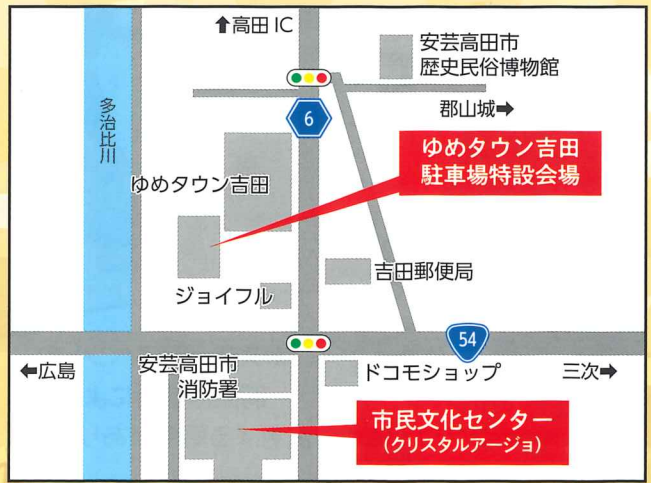 ↑高田IC
安芸高田市
歴史民俗博物館
多治比川
6
郡山城→
ゆめタウン吉田
駐車場特設会場
ゆめタウン吉田
吉田郵便局
ジョイフル
54
←広島
安芸高田市
消防署
ドコモショップ
三次→
市民文化センター
(クリスタルアージョ)